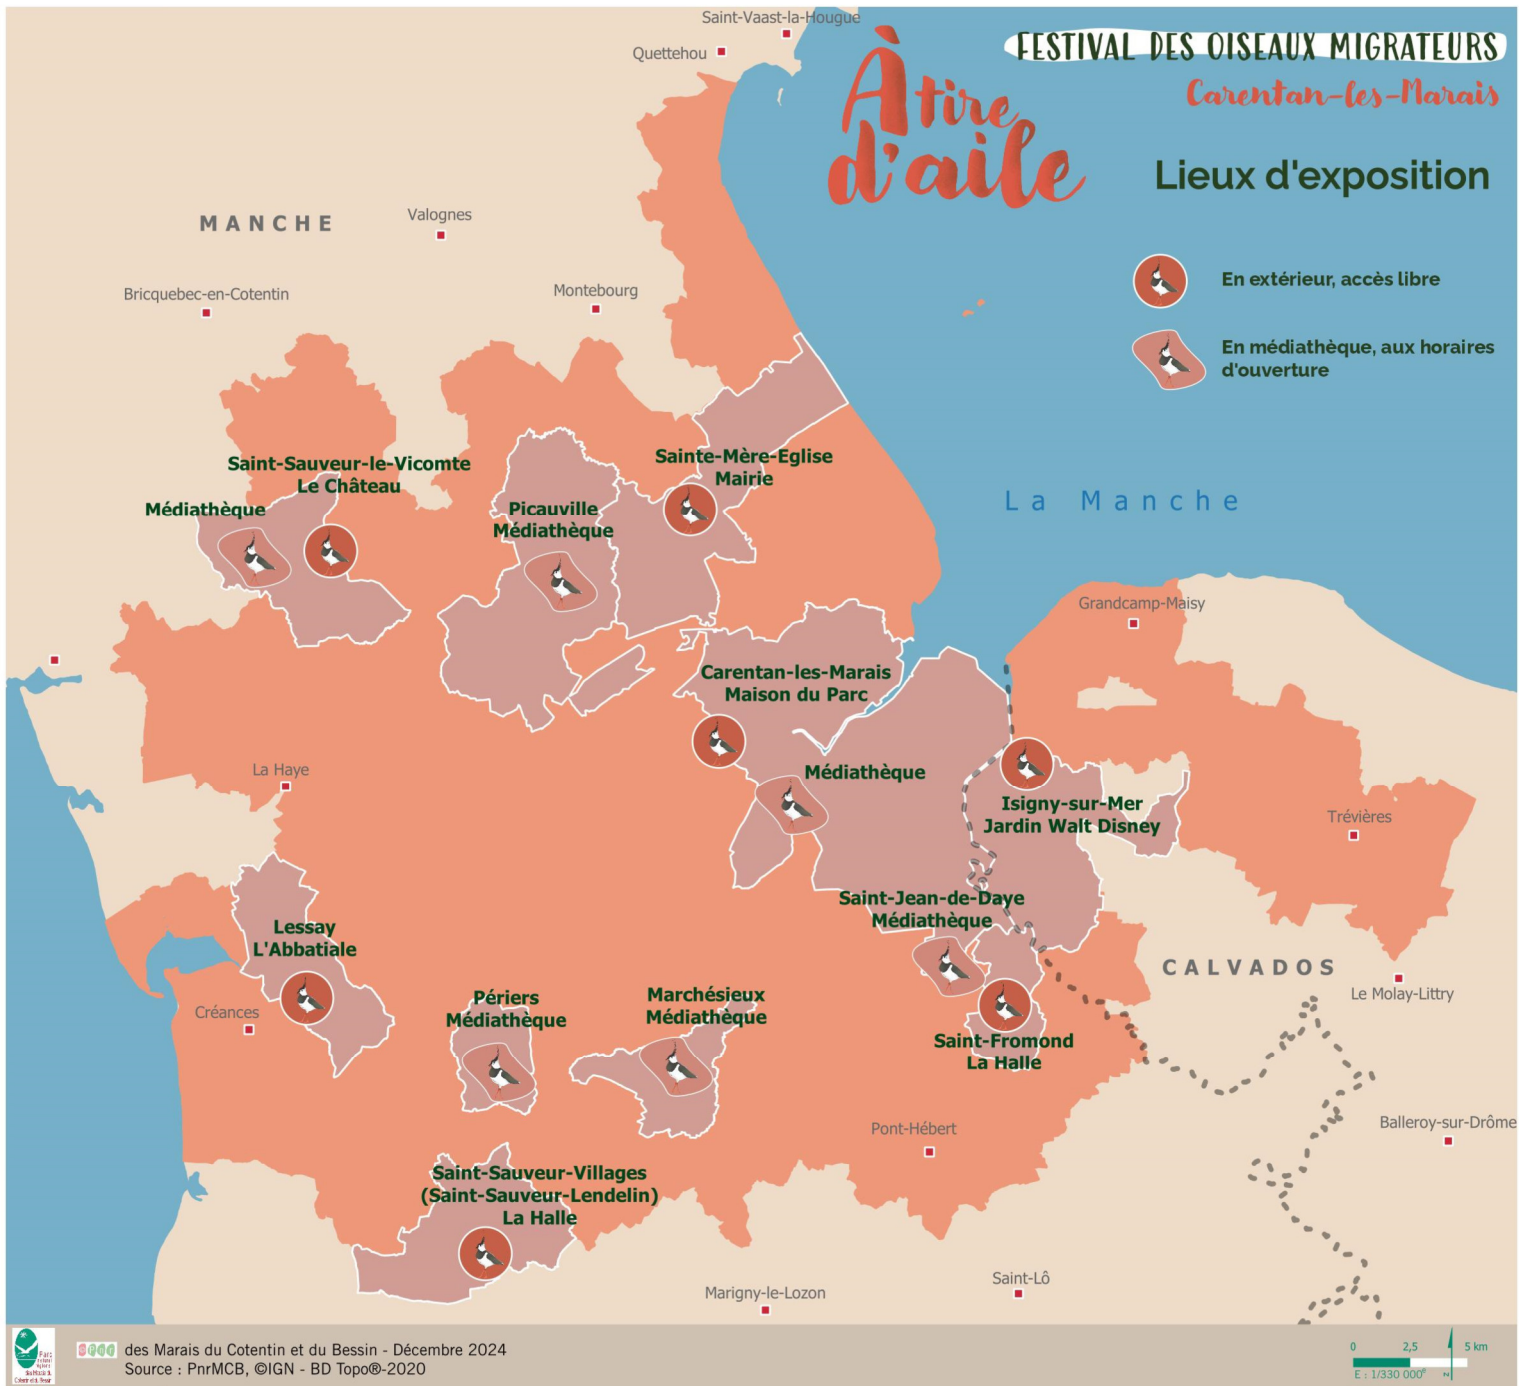 Saint-Vaast-la-Hougue
Quettehou
FESTIVAL DES OISEAUX MIGRATEURS
Carentan-les-Marais
À tire
d'aile
Lieux d'exposition
En extérieur, accès libre
En médiathèque, aux horaires
d'ouverture
MANCHE
Valognes
Bricquebec-en-Cotentin
Montebourg
Saint-Sauveur-le-Vicomte
Le Château
Médiathèque
Picauville
Médiathèque
Sainte-Mère-Eglise
Mairie
La Manche
Grandcamp-Maisy
Carentan-les-Marais
Maison du Parc
Médiathèque
La Haye
Isigny-sur-Mer
Jardin Walt Disney
Trévières
Saint-Jean-de-Daye
Médiathèque
Lessay
L'Abbatiale
CALVADOS
Le Molay-Littry
Créances
Périers
Médiathèque
Marchésieux
Médiathèque
Saint-Fromond
La Halle
Pont-Hébert
Balleroy-sur-Drôme
Saint-Sauveur-Villages
(Saint-Sauveur-Lendelin)
La Halle
Marigny-le-Lozon
Saint-Lô
Parc
des Marais du Cotentin et du Bessin - Décembre 2024
Source : PnrMCB, ©IGN - BD Topo®-2020
0 2,5 5 km
E : 1/330 000e
N